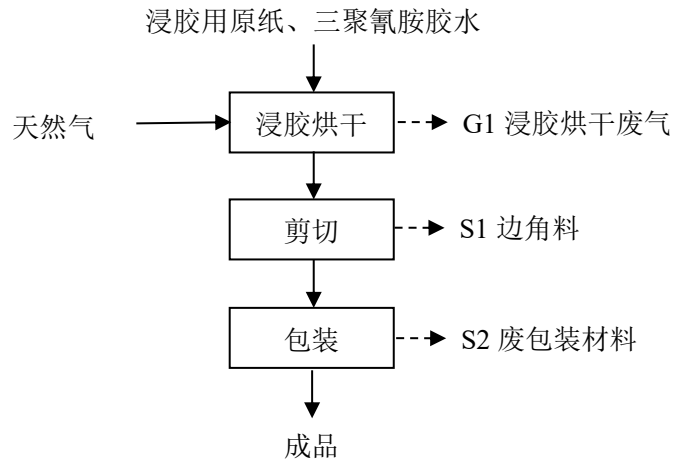 浸胶用原纸、三聚氰胺胶水
天然气
浸胶烘干
G1 浸胶烘干废气
剪切
S1 边角料
包装
S2 废包装材料
成品